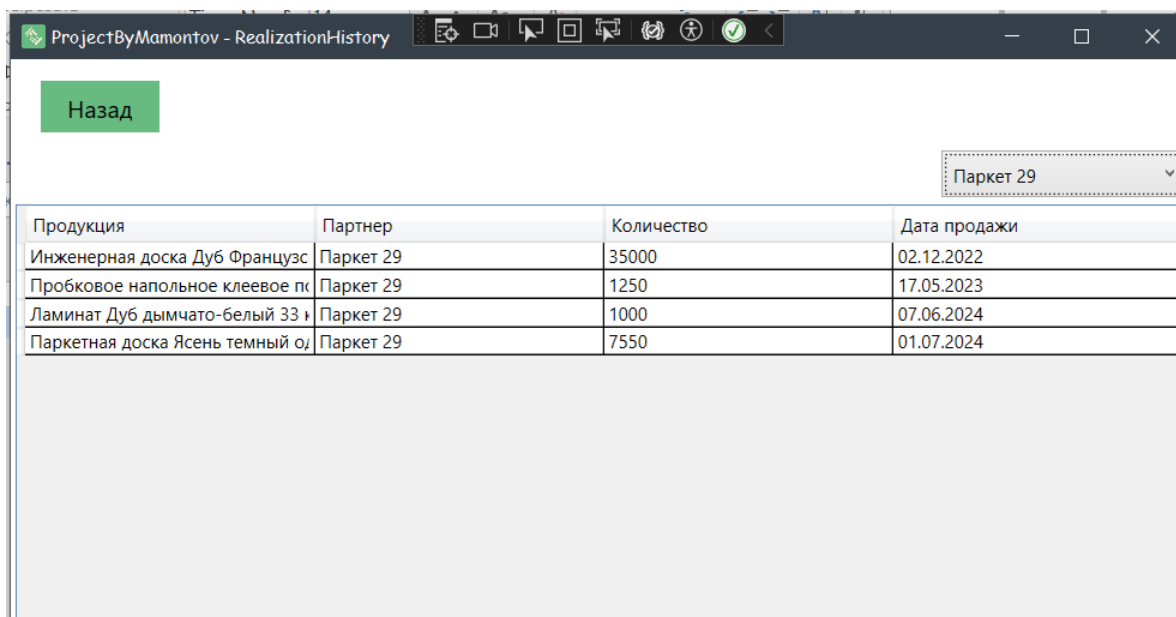 ProjectByMamontov - RealizationHistory
Назад
Паркет 29
Продукция Партнер Количество Дата продажи
Инженерная доска Дуб Французс Паркет 29 35000 02.12.2022
Пробковое напольное клеевое Паркет 29 1250 17.05.2023
Ламинат Дуб дымчато-белый 33 Паркет 29 1000 07.06.2024
Паркетная доска Ясень темный Паркет 29 7550 01.07.2024